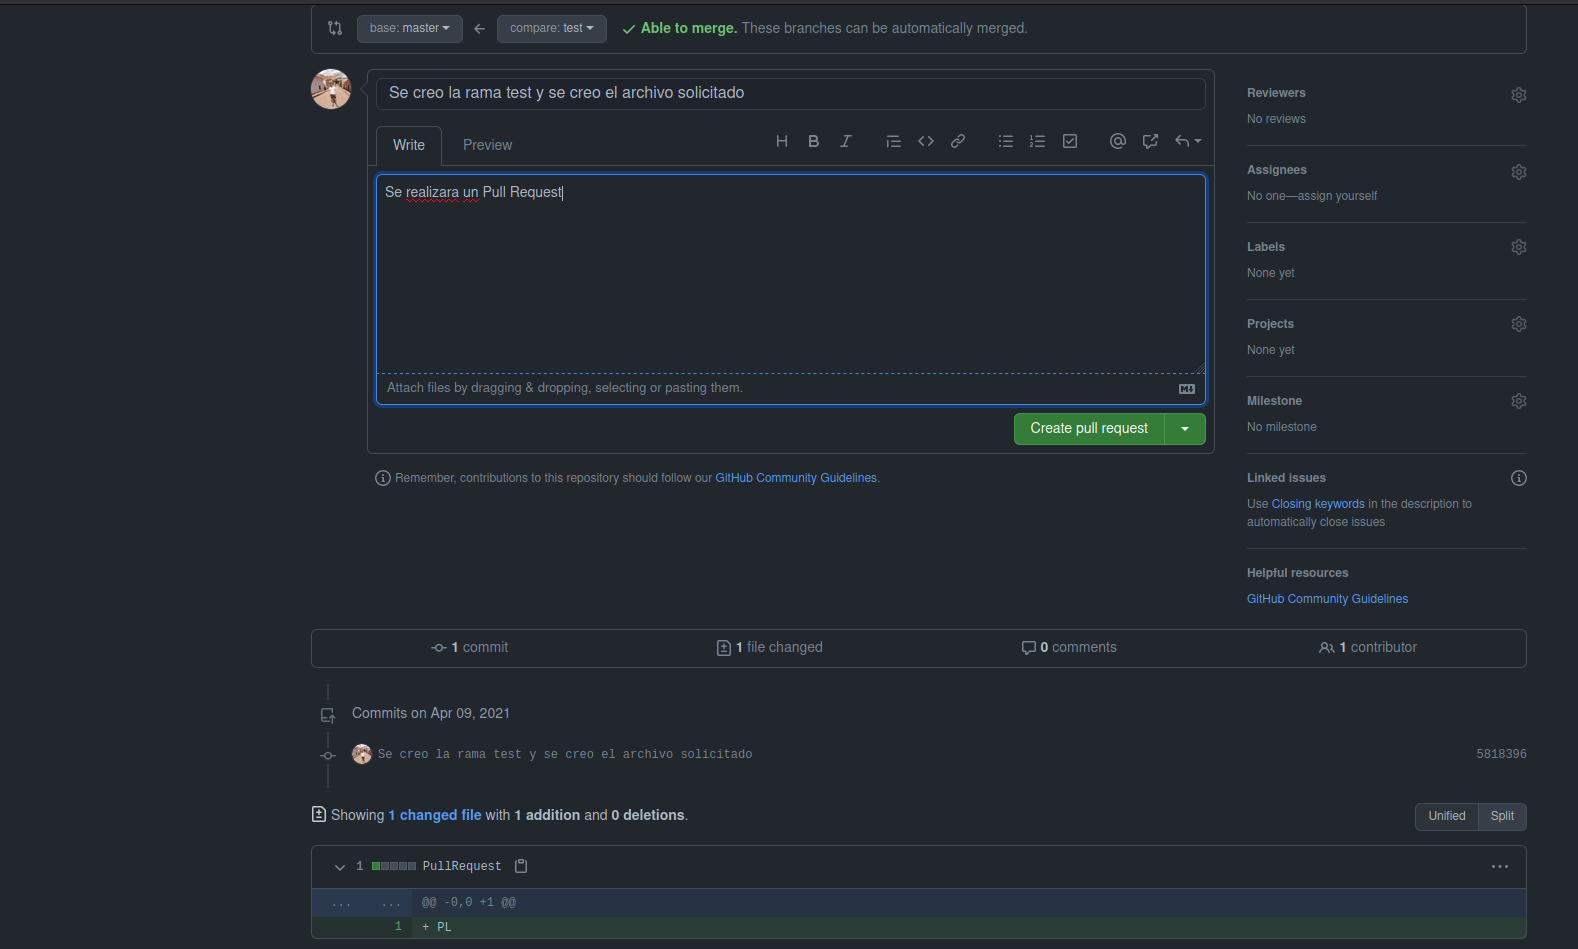 base: master
compare: test
Able to merge. These branches can be automatically merged.
Se creo la rama test y se creo el archivo solicitado
Write
Preview
H B I
Se realizara un Pull Request
Attach files by dragging & dropping, selecting or pasting them.
Create pull request
Remember, contributions to this repository should follow our GitHub Community Guidelines.
Reviewers
No reviews
Assignees
No one—assign yourself
Labels
None yet
Projects
None yet
Milestone
No milestone
Linked issues
Use Closing keywords in the description to
automatically close issues
Helpful resources
GitHub Community Guidelines
1 commit
1 file changed
0 comments
1 contributor
Commits on Apr 09, 2021
Se creo la rama test y se creo el archivo solicitado
5818396
Showing 1 changed file with 1 addition and 0 deletions.
Unified
Split
1 PullRequest
... ... @@ -0,0 +1 @@
1 + PL